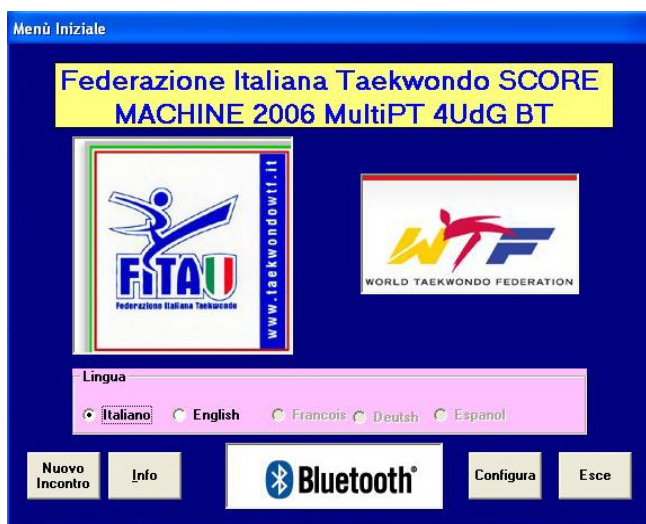 Menù Iniziale
Federazione Italiana Taekwondo SCORE
MACHINE 2006 MultiPT 4UdG BT
www.taekwondowtf.it
FITA
Federazione Italiana Taekwondo
WTF
WORLD TAEKWONDO FEDERATION
Lingua
Italiano English Francois Deutsh Espanol
Nuovo
Incontro
Info
Bluetooth®
Configura
Esce